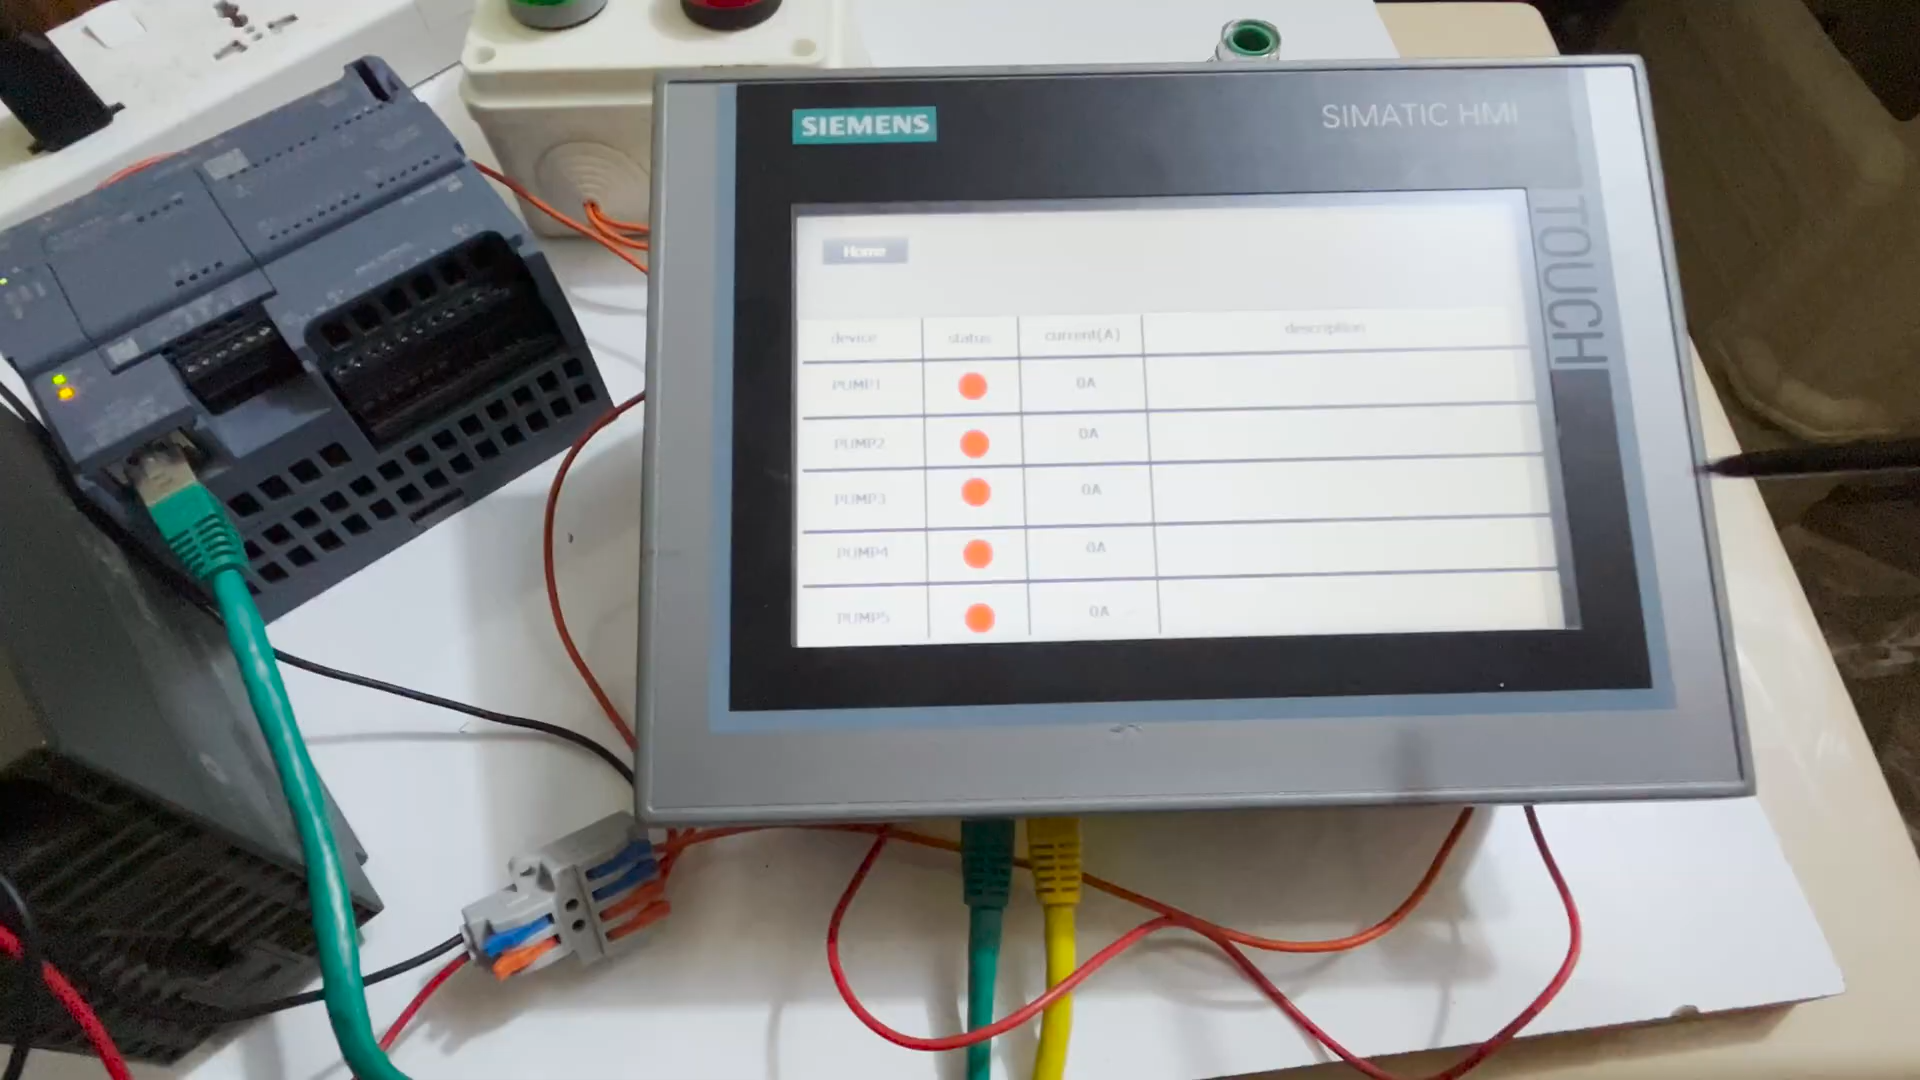 SIEMENS
SIMATIC HMI
TOUCH
Home
device status current(A) description
PUMP1 0A
PUMP2 0A
PUMP3 0A
PUMP4 0A
PUMP5 0A